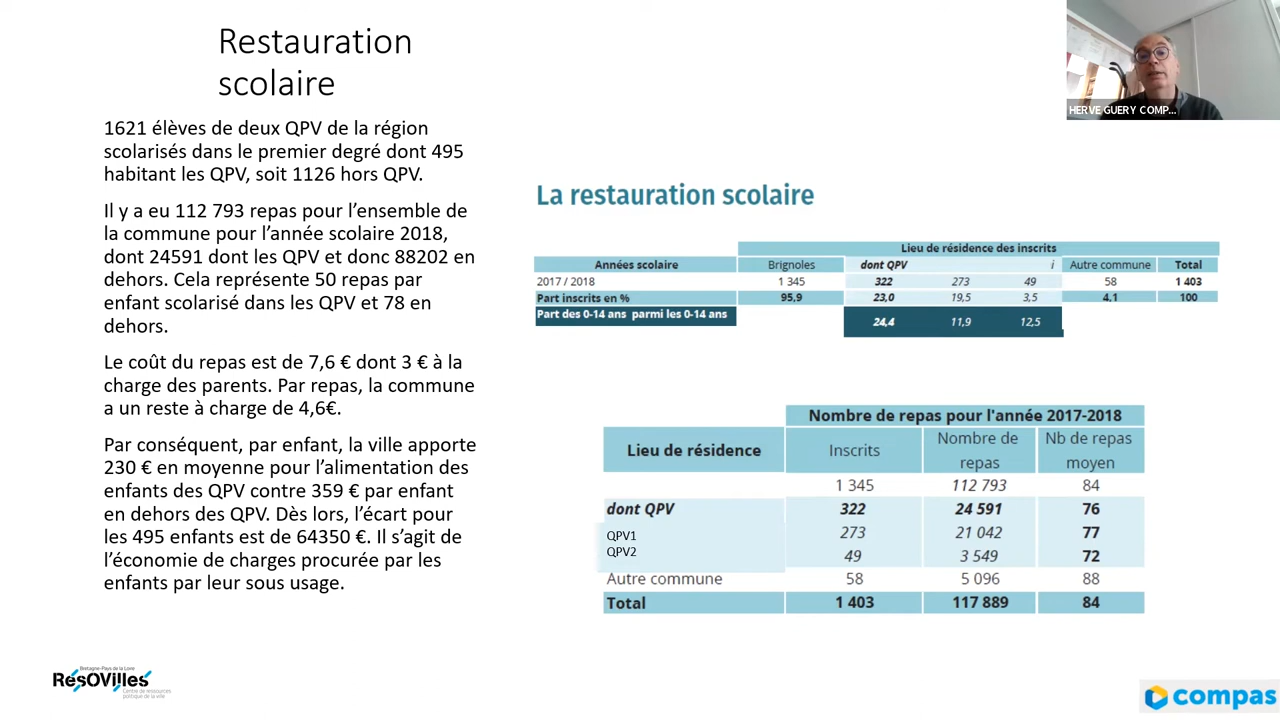 Restauration
scolaire
1621 élèves de deux QPV de la région
scolarisés dans le premier degré dont 495
habitant les QPV, soit 1126 hors QPV.
Il y a eu 112 793 repas pour l’ensemble de
la commune pour l’année scolaire 2018,
dont 24591 dont les QPV et donc 88202 en
dehors. Cela représente 50 repas par
enfant scolarisé dans les QPV et 78 en
dehors.
Le coût du repas est de 7,6 € dont 3 € à la
charge des parents. Par repas, la commune
a un reste à charge de 4,6€.
Par conséquent, par enfant, la ville apporte
230 € en moyenne pour l’alimentation des
enfants des QPV contre 359 € par enfant
en dehors des QPV. Dès lors, l’écart pour
les 495 enfants est de 64350 €. Il s’agit de
l’économie de charges procurée par les
enfants par leur sous usage.
HERVE GUERY COMP...
La restauration scolaire
Lieu de résidence des inscrits
Années scolaire Brignoles dont QPV i Autre commune Total
2017 / 2018 1 345 322 273 49 58 1 403
Part inscrits en % 95,9 23,0 19,5 3,5 4,1 100
Part des 0-14 ans parmi les 0-14 ans 24,4 11,9 12,5
Nombre de repas pour l'année 2017-2018
Lieu de résidence Inscrits Nombre de repas Nb de repas moyen
1 345 112 793 84
dont QPV 322 24 591 76
QPV1 273 21 042 77
QPV2 49 3 549 72
Autre commune 58 5 096 88
Total 1 403 117 889 84
Bretagne-Pays de la Loire
RésOVilles
Centre de ressources
politique de la ville
compas